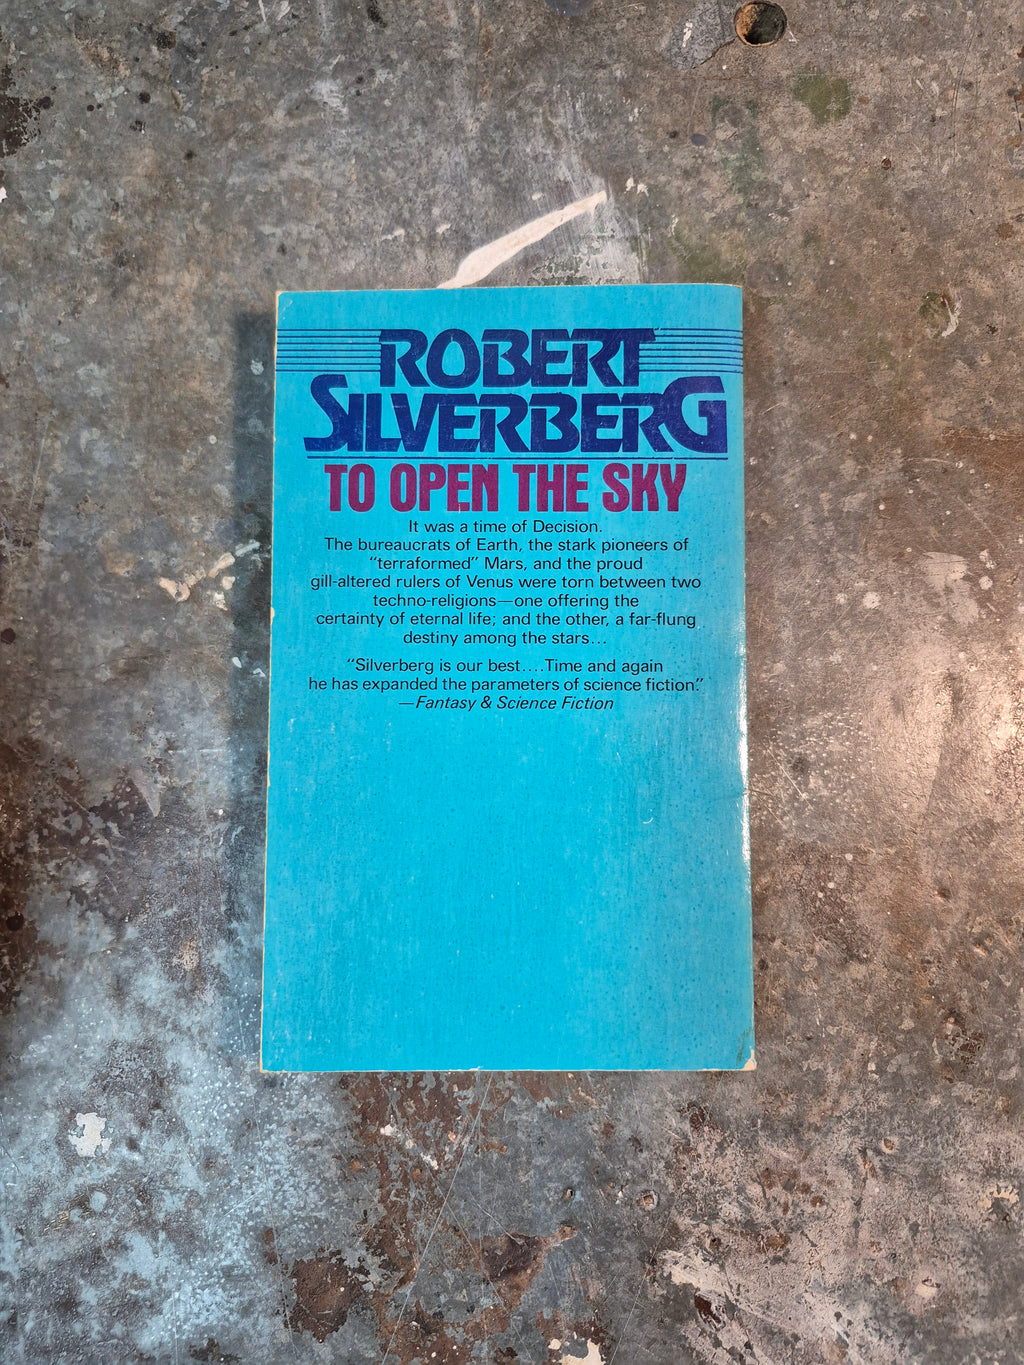 ROBERT
SILVERBERG
TO OPEN THE SKY
It was a time of Decision.
The bureaucrats of Earth, the stark pioneers of
“terraformed” Mars, and the proud
gill-altered rulers of Venus were torn between two
techno-religions—one offering the
certainty of eternal life; and the other, a far-flung
destiny among the stars...
“Silverberg is our best....Time and again
he has expanded the parameters of science fiction.”
—Fantasy & Science Fiction